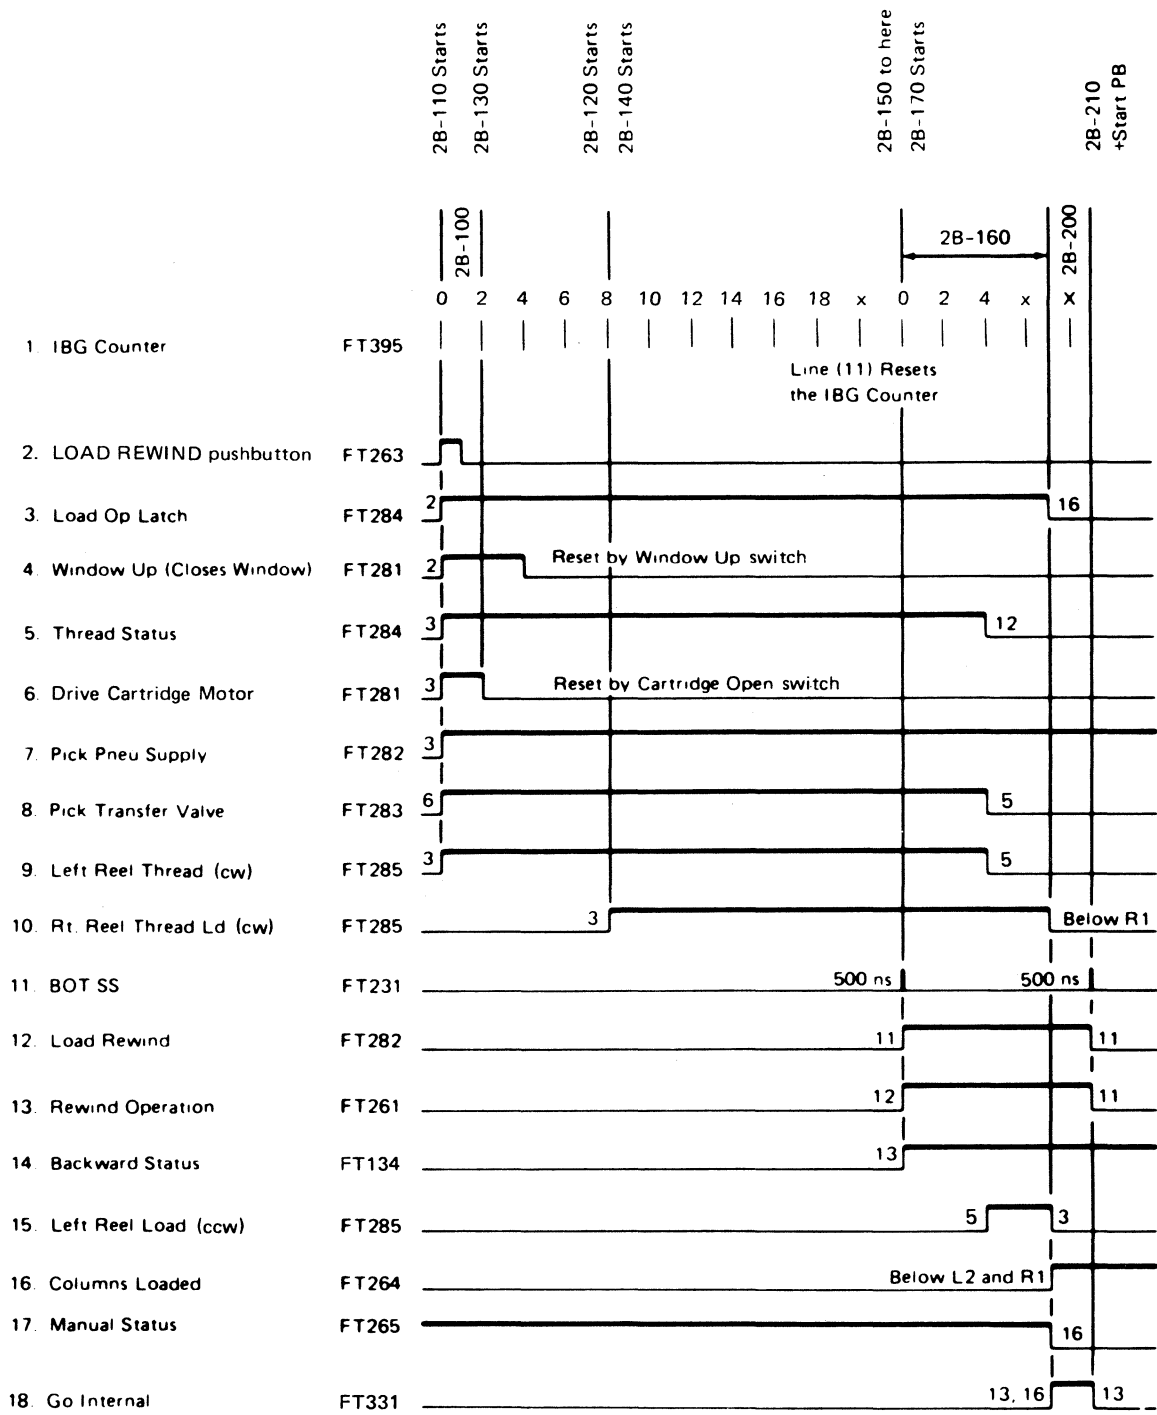 2B-110 Starts
2B-130 Starts
2B-120 Starts
2B-140 Starts
2B-150 to here
2B-170 Starts
2B-210
+Start PB
2B-100
2B-160
2B-200
0 2 4 6 8 10 12 14 16 18 x 0 2 4 x x
1. IBG Counter FT395
Line (11) Resets
the IBG Counter
2. LOAD REWIND pushbutton FT263
3. Load Op Latch FT284 2 16
4. Window Up (Closes Window) FT281 2 Reset by Window Up switch
5. Thread Status FT284 3 12
6. Drive Cartridge Motor FT281 3 Reset by Cartridge Open switch
7. Pick Pneu Supply FT282 3
8. Pick Transfer Valve FT283 6 5
9. Left Reel Thread (cw) FT285 3 5
10. Rt. Reel Thread Ld (cw) FT285 3 Below R1
11. BOT SS FT231 500 ns 500 ns
12. Load Rewind FT282 11 11
13. Rewind Operation FT261 12 11
14. Backward Status FT134 13
15. Left Reel Load (ccw) FT285 5 3
16. Columns Loaded FT264 Below L2 and R1
17. Manual Status FT265 16
18. Go Internal FT331 13, 16 13